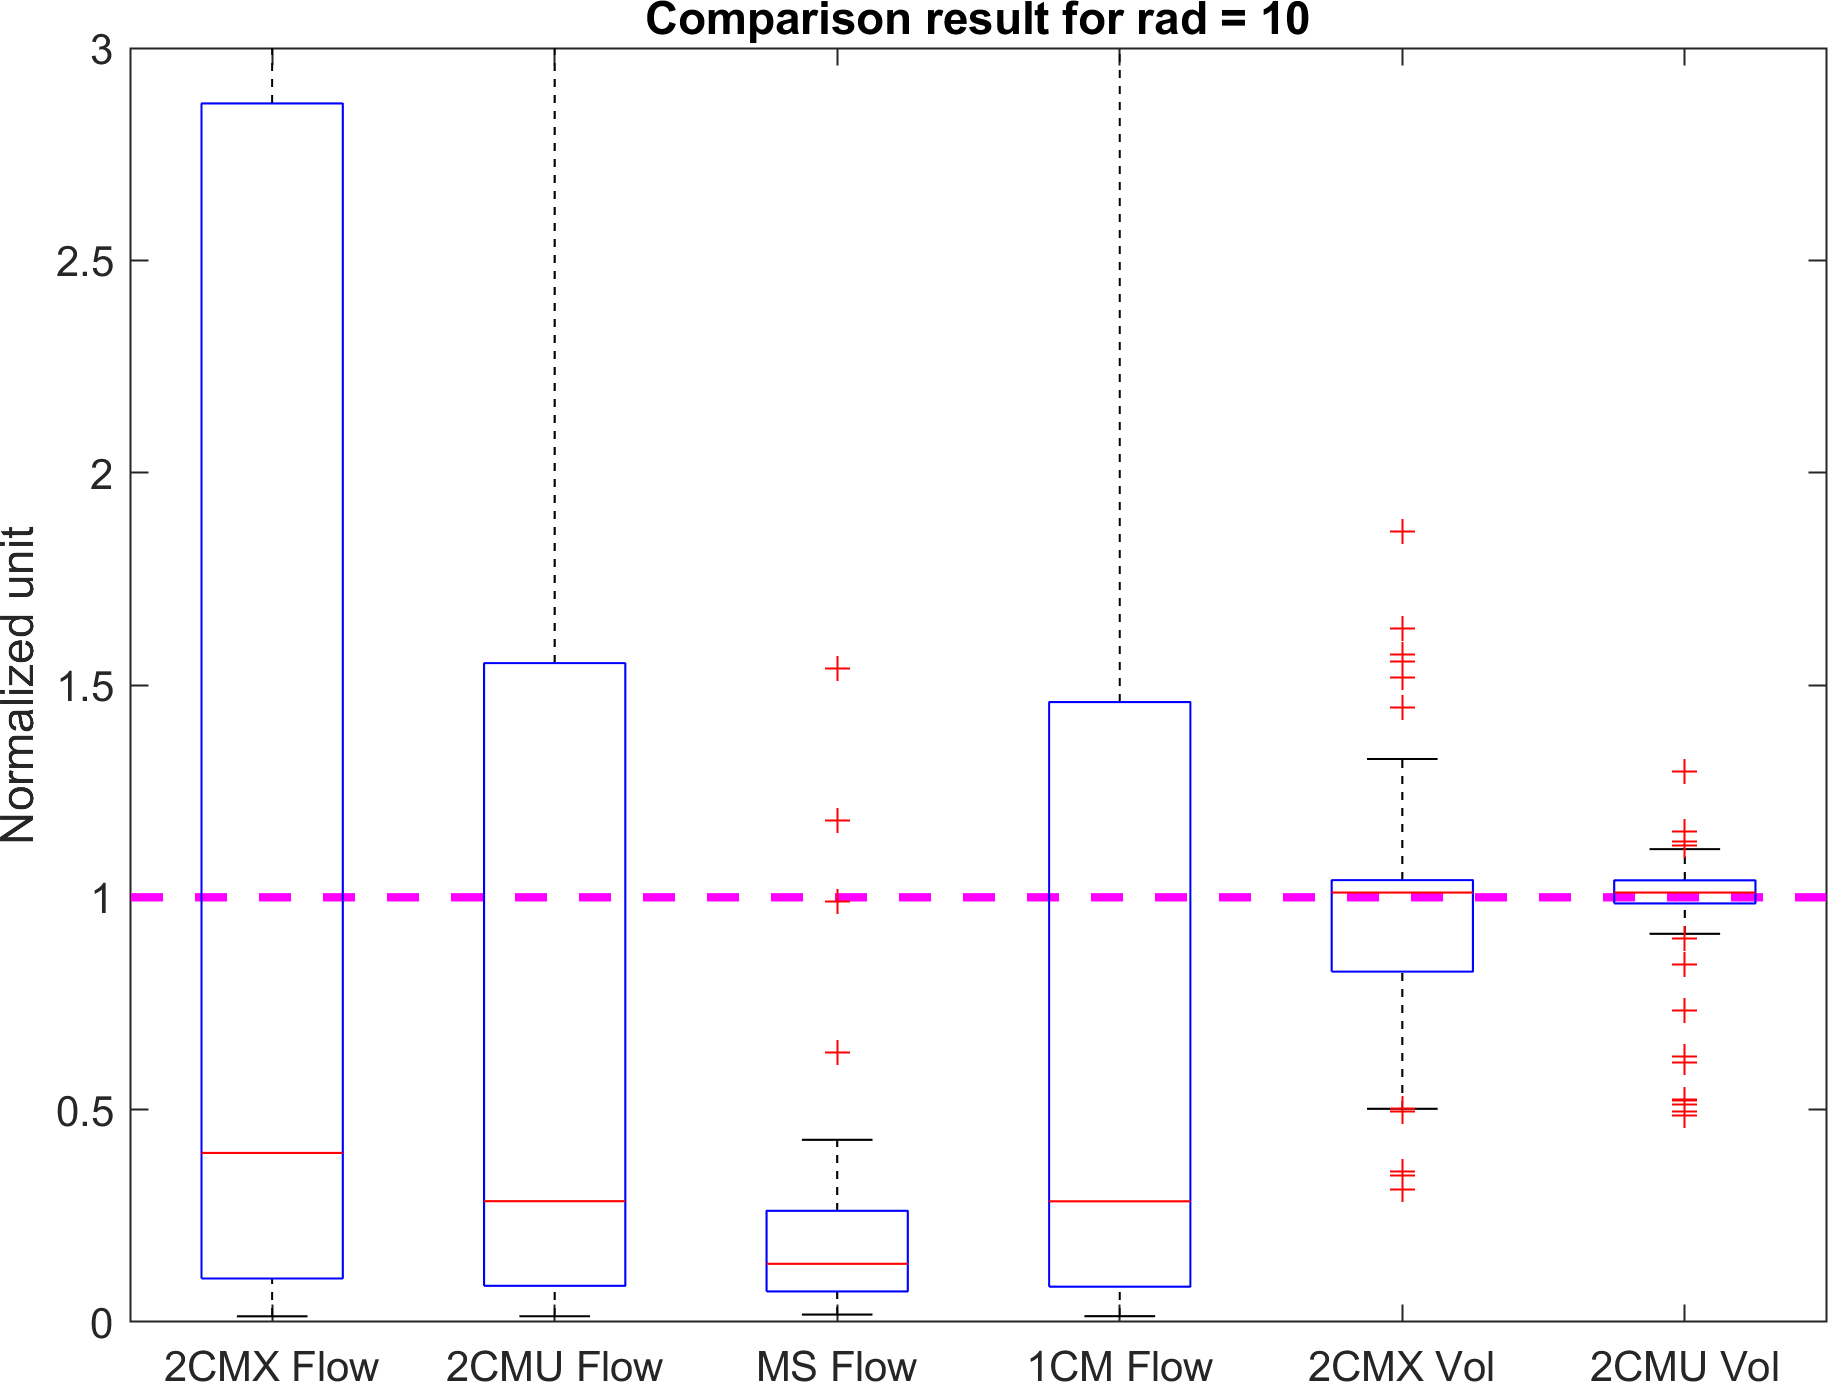 Comparison result for rad = 10
Normalized unit
3
2.5
2
1.5
1
0.5
0
2CMX Flow
2CMU Flow
MS Flow
1CM Flow
2CMX Vol
2CMU Vol